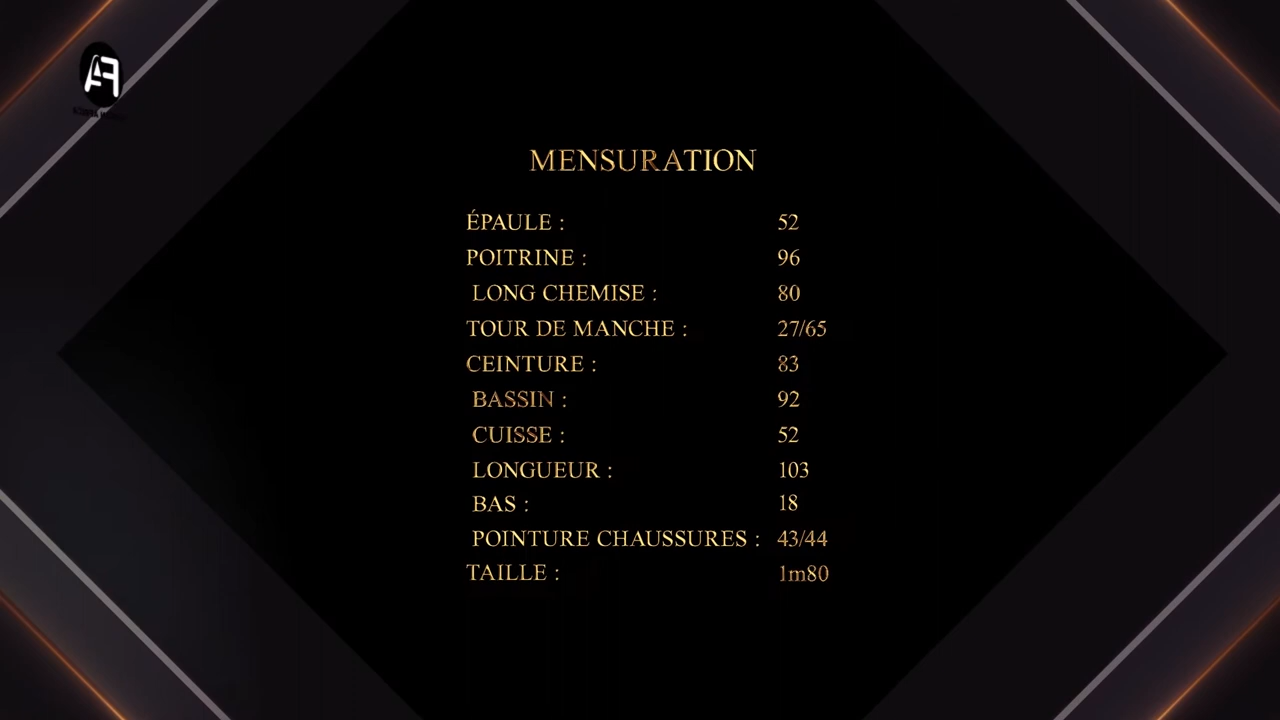 AF
MENSURATION
ÉPAULE : 52
POITRINE : 96
LONG CHEMISE : 80
TOUR DE MANCHE : 27/65
CEINTURE : 83
BASSIN : 92
CUISSE : 52
LONGUEUR : 103
BAS : 18
POINTURE CHAUSSURES : 43/44
TAILLE : 1m80